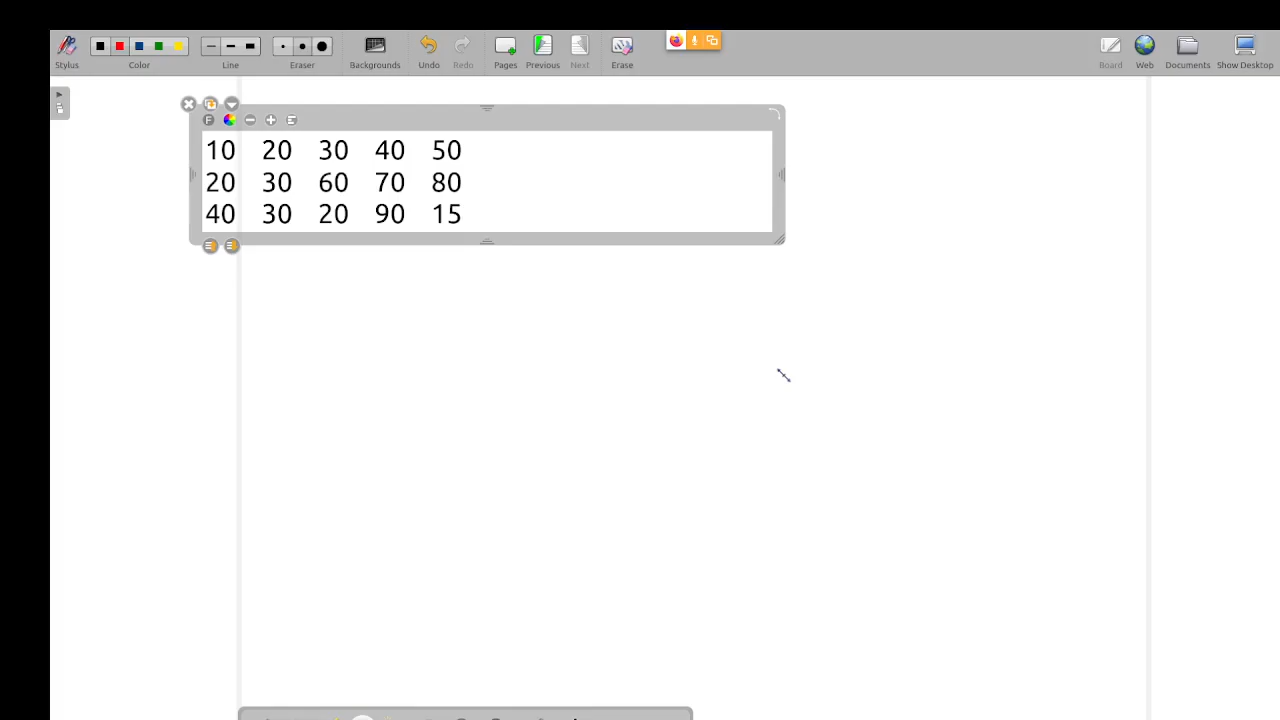 Stylus Color Line Eraser Backgrounds Undo Redo Pages Previous Next Erase Board Web Documents Show Desktop
F
10 20 30 40 50
20 30 60 70 80
40 30 20 90 15